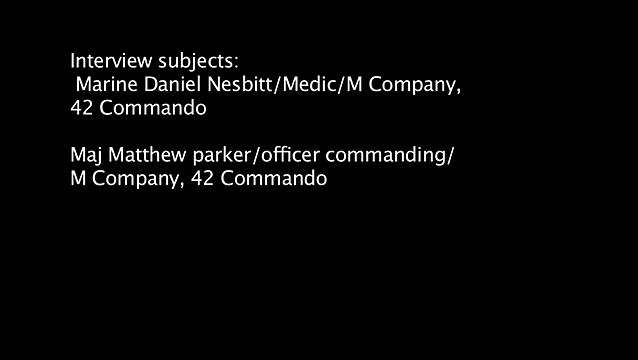 Interview subjects:
Marine Daniel Nesbitt/Medic/M Company,
42 Commando
Maj Matthew parker/officer commanding/
M Company, 42 Commando